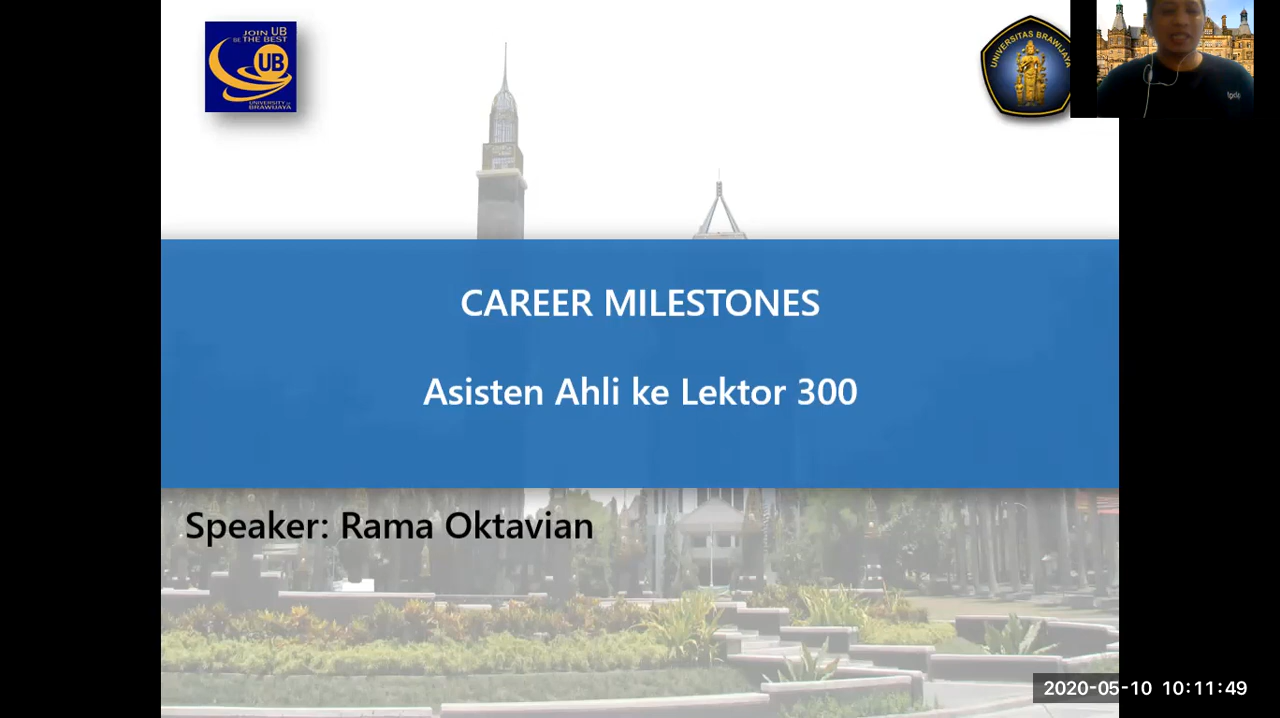 JOIN UB
BE THE BEST
UB
UNIVERSITY of
BRAWIJAYA
UNIVERSITAS BRAWIJAYA
CAREER MILESTONES
Asisten Ahli ke Lektor 300
Speaker: Rama Oktavian
2020-05-10 10:11:49